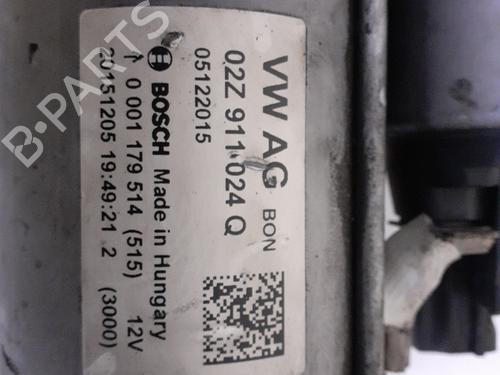 VW AG BON
02Z 911 024 Q
05122015
BOSCH Made in Hungary
0 001 179 514 (515) 12V
20151205 19:49:21 2 (3000)
B-PARTS